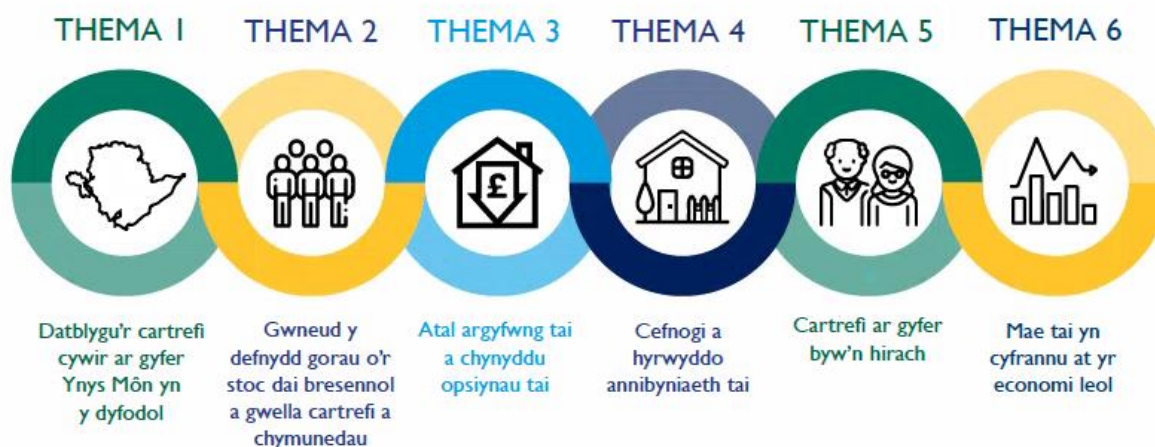 THEMA 1
THEMA 2
THEMA 3
THEMA 4
THEMA 5
THEMA 6
£
Datblygu'r cartrefi
cywir ar gyfer
Ynys Môn yn
y dyfodol
Gwneud y
defnydd gorau o'r
stoc dai bresennol
a gwella cartrefi a
chymunedau
Atal argyfwng tai
a chynyddu
opsiynau tai
Cefnogi a
hyrwyddo
annibyniaeth tai
Cartrefi ar gyfer
byw'n hirach
Mae tai yn
cyfrannu at yr
economi leol